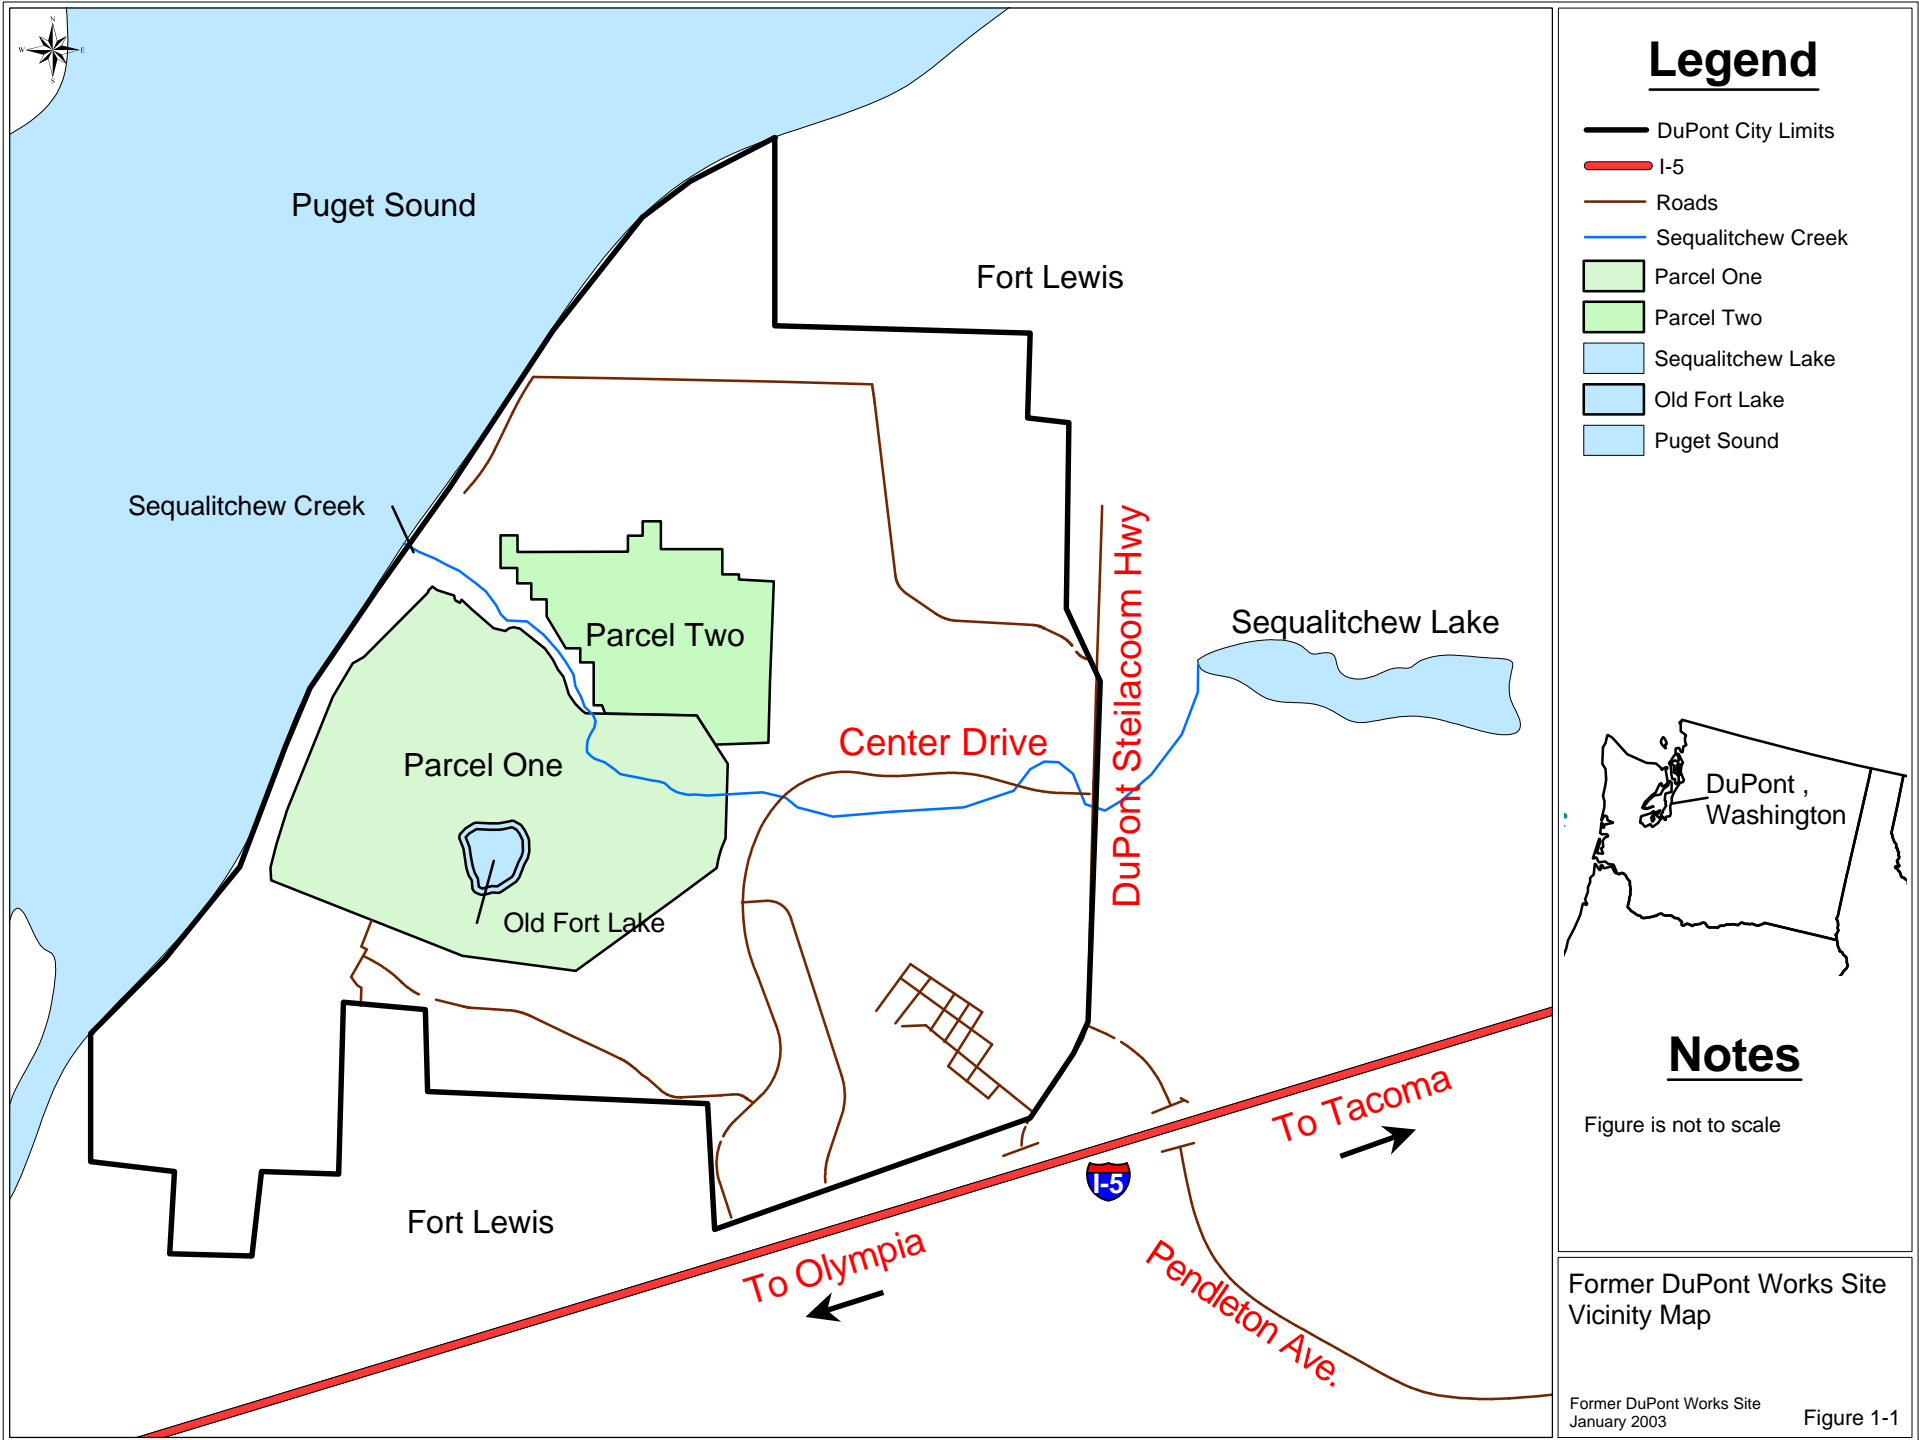 N
W
E
S
Puget Sound
Fort Lewis
Sequalitchew Creek
DuPont Steilacoom Hwy
Sequalitchew Lake
Parcel Two
Center Drive
Parcel One
Old Fort Lake
To Tacoma
I-5
Fort Lewis
To Olympia
Pendleton Ave.
Legend
DuPont City Limits
I-5
Roads
Sequalitchew Creek
Parcel One
Parcel Two
Sequalitchew Lake
Old Fort Lake
Puget Sound
DuPont ,
Washington
Notes
Figure is not to scale
Former DuPont Works Site
Vicinity Map
Former DuPont Works Site
January 2003
Figure 1-1